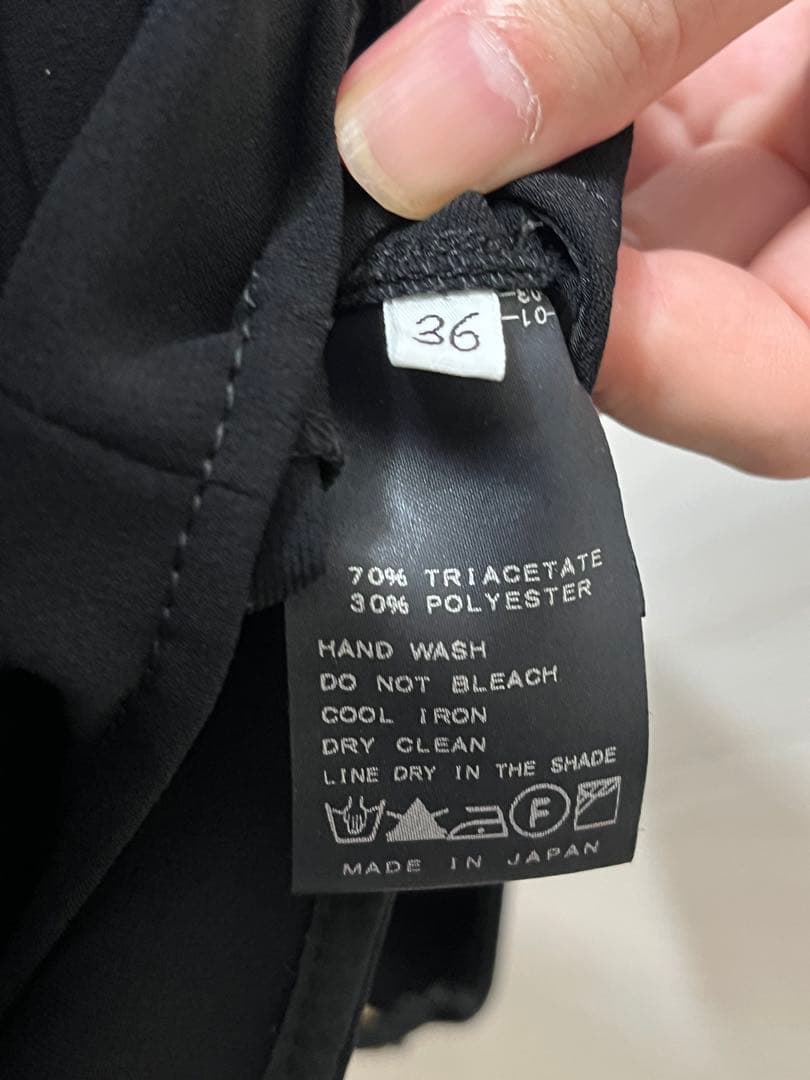 36
-01-
70% TRIACETATE
30% POLYESTER
HAND WASH
DO NOT BLEACH
COOL IRON
DRY CLEAN
LINE DRY IN THE SHADE
F
MADE IN JAPAN